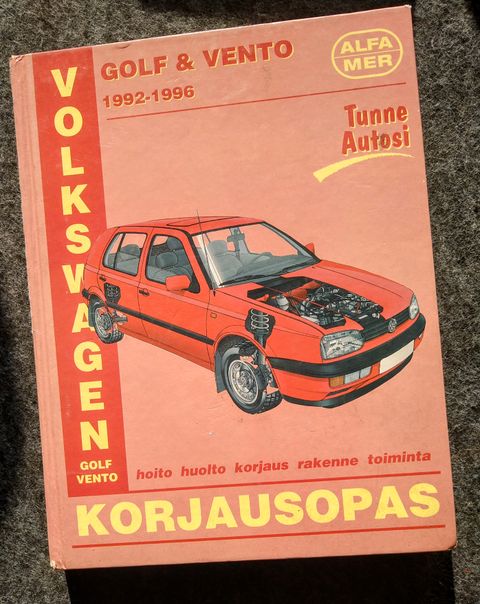 VOLKSWAGEN
GOLF
VENTO
GOLF & VENTO
1992-1996
ALFA
MER
Tunne
Autosi
hoito huolto korjaus rakenne toiminta
KORJAUSOPAS